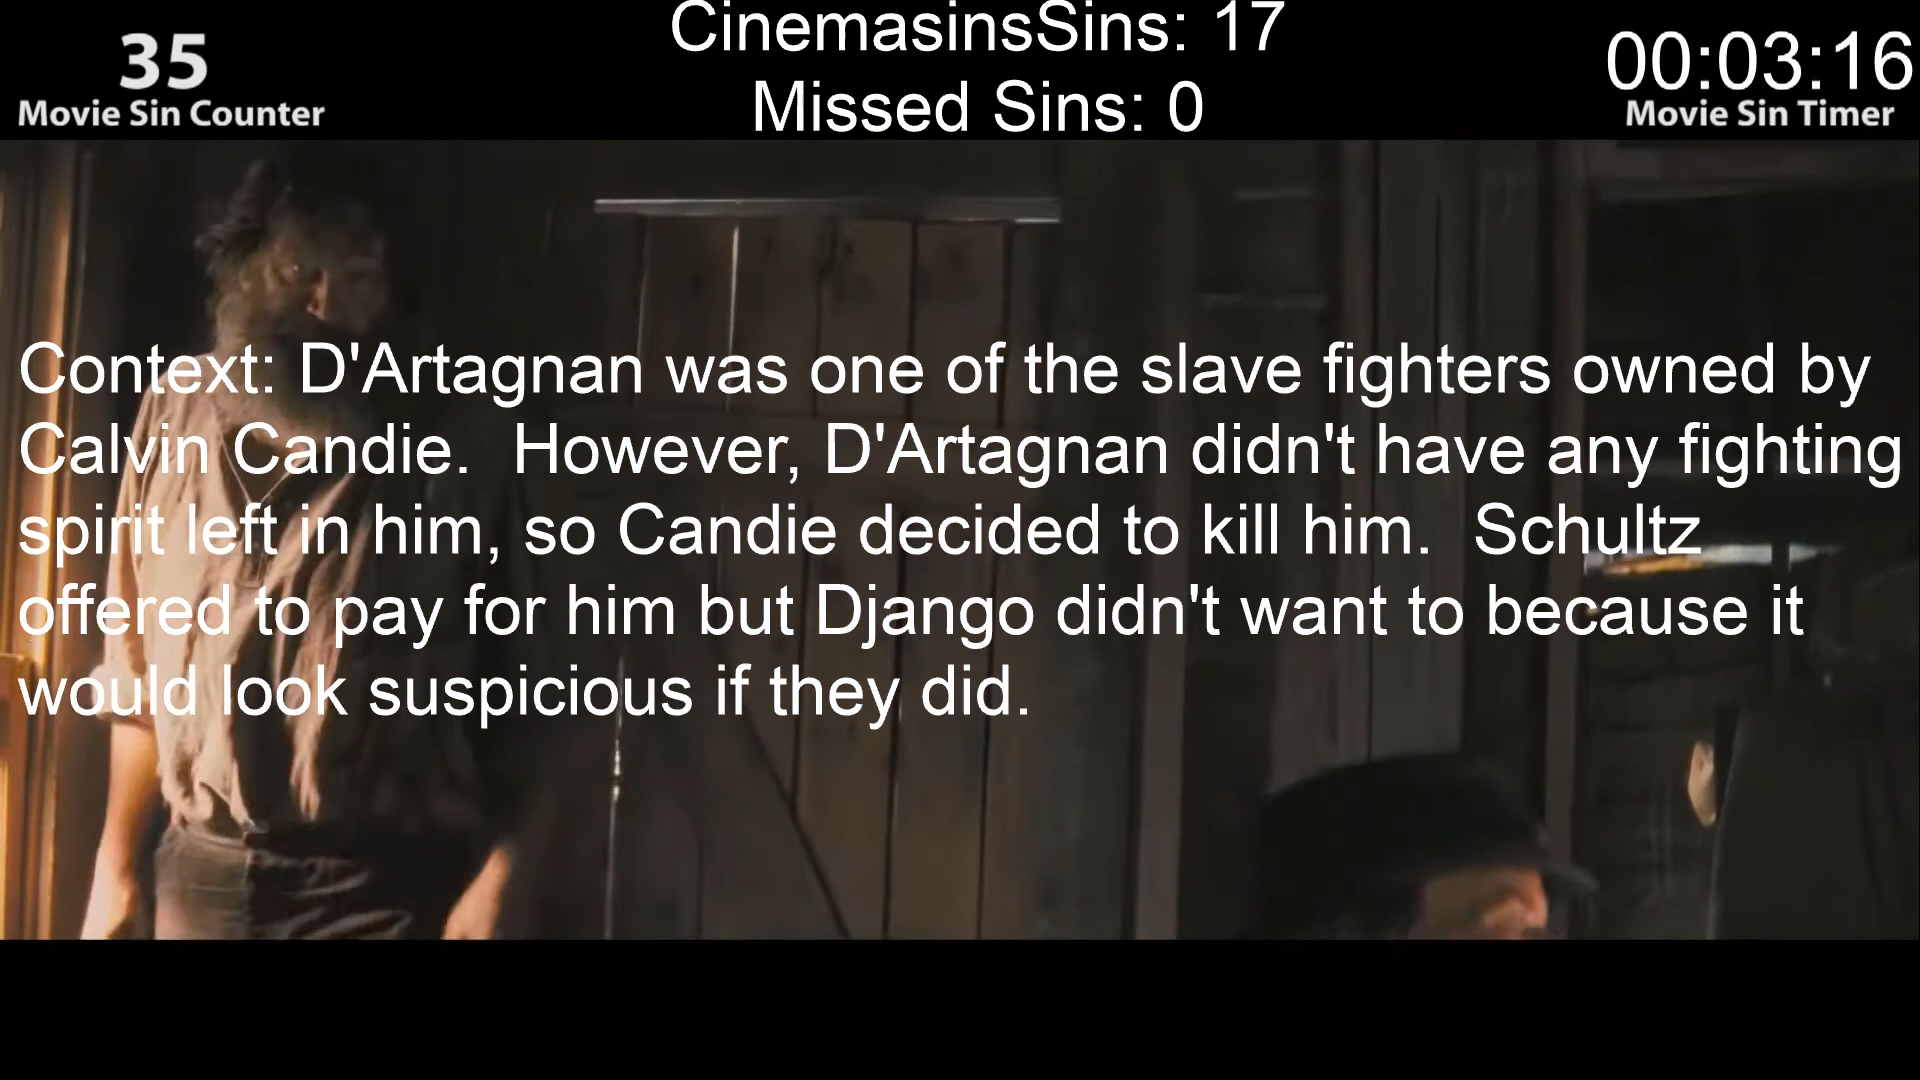 35
Movie Sin Counter
CinemasinsSins: 17
Missed Sins: 0
00:03:16
Movie Sin Timer
Context: D'Artagnan was one of the slave fighters owned by
Calvin Candie.  However, D'Artagnan didn't have any fighting
spirit left in him, so Candie decided to kill him.  Schultz
offered to pay for him but Django didn't want to because it
would look suspicious if they did.